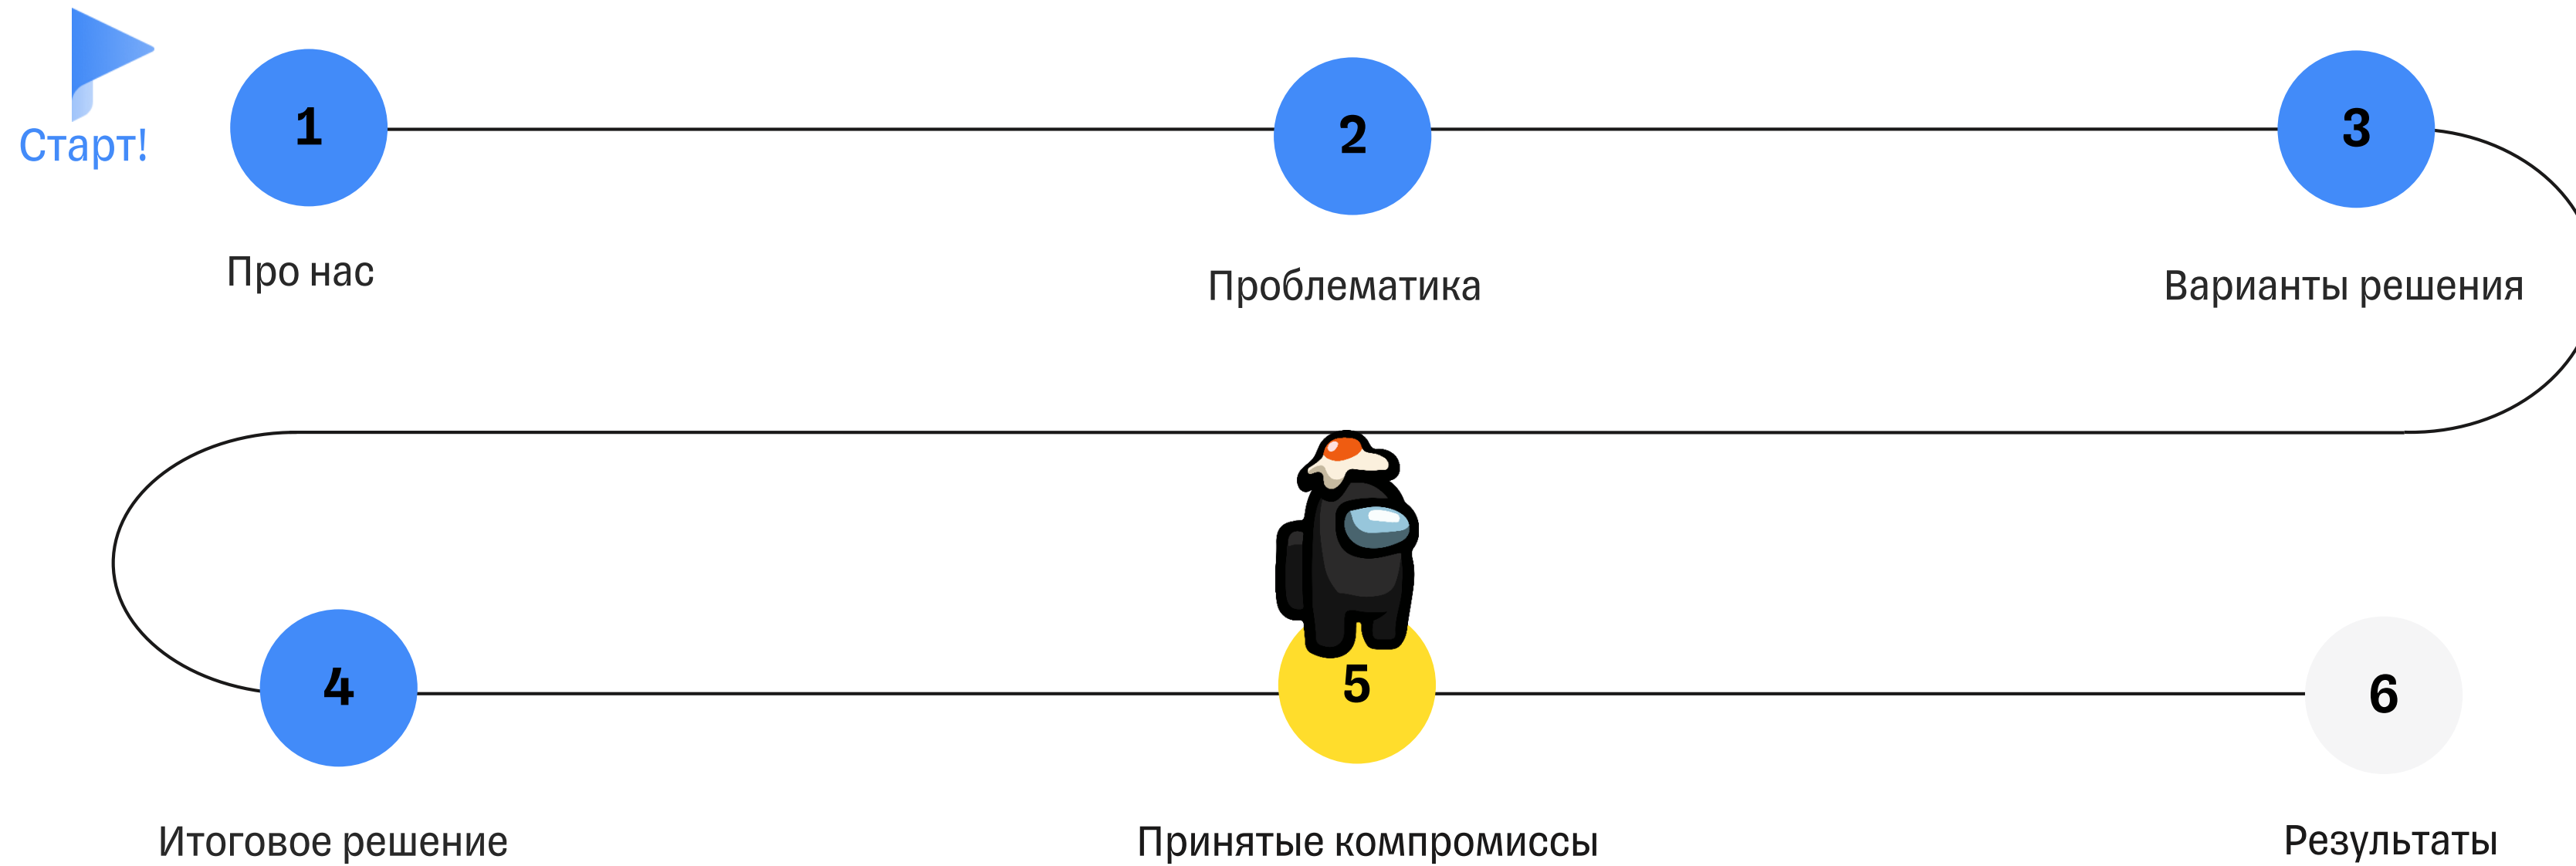 Старт!
1
2
3
Про нас
Проблематика
Варианты решения
4
5
6
Итоговое решение
Принятые компромиссы
Результаты